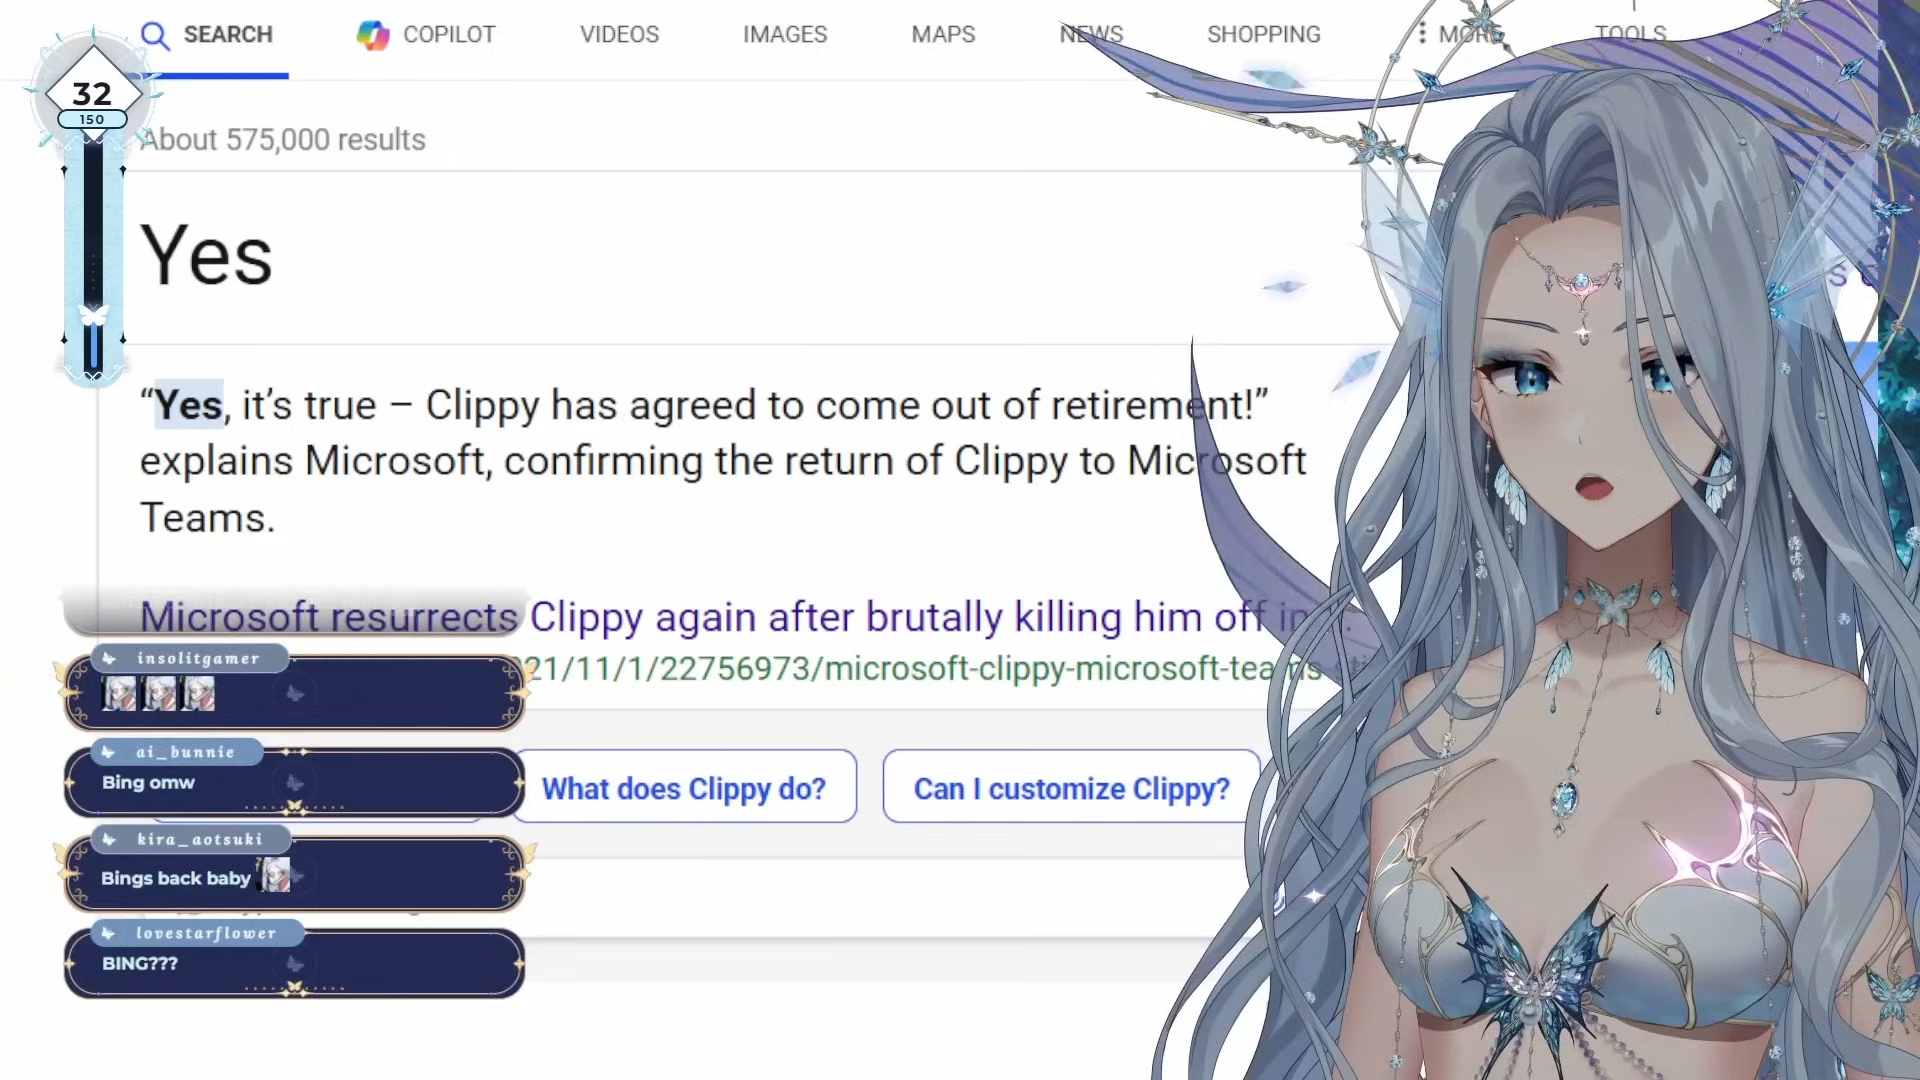 SEARCH
COPILOT
VIDEOS
IMAGES
MAPS
NEWS
SHOPPING
MORE
TOOLS
32
150
About 575,000 results
Yes
“Yes, it’s true – Clippy has agreed to come out of retirement!”
explains Microsoft, confirming the return of Clippy to Microsoft
Teams.
Microsoft resurrects Clippy again after brutally killing him off in
21/11/1/22756973/microsoft-clippy-microsoft-teams-sti
What does Clippy do?
Can I customize Clippy?
insolitgamer
ai_bunnie
Bing omw
kira_aotsuki
Bings back baby
lovestarflower
BING???